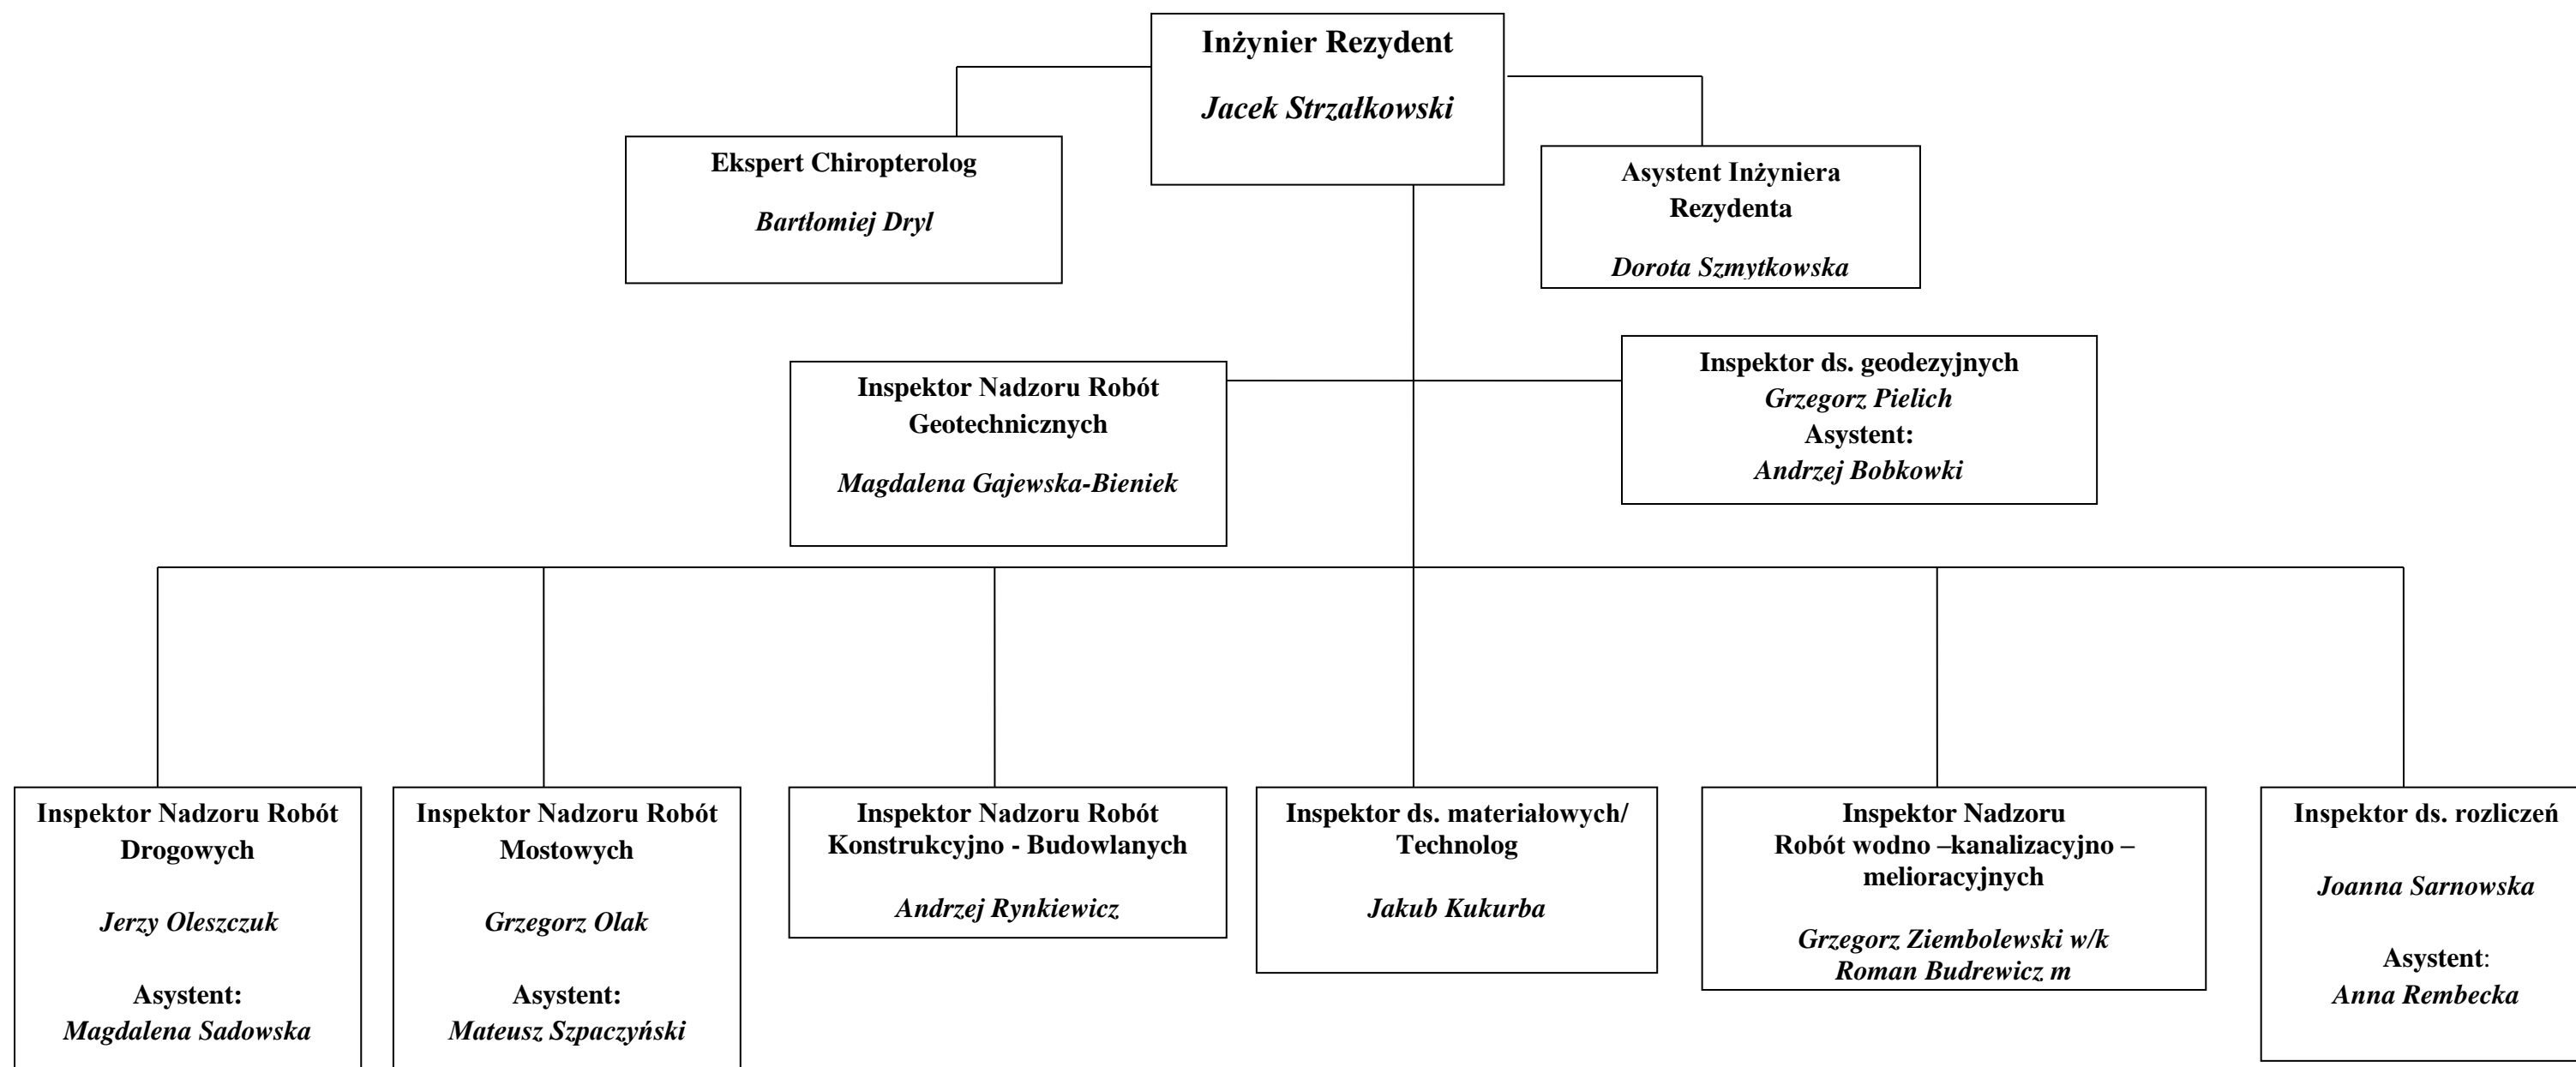 Inżynier Rezydent
Jacek Strzałkowski
Ekspert Chiropterolog
Bartłomiej Dryl
Asystent Inżyniera
Rezydenta
Dorota Szmytkowska
Inspektor Nadzoru Robót
Geotechnicznych
Magdalena Gajewska-Bieniek
Inspektor ds. geodezyjnych
Grzegorz Pielich
Asystent:
Andrzej Bobkowki
Inspektor Nadzoru Robót
Drogowych
Jerzy Oleszczuk
Asystent:
Magdalena Sadowska
Inspektor Nadzoru Robót
Mostowych
Grzegorz Olak
Asystent:
Mateusz Szpaczyński
Inspektor Nadzoru Robót
Konstrukcyjno - Budowlanych
Andrzej Rynkiewicz
Inspektor ds. materiałowych/
Technolog
Jakub Kukurba
Inspektor Nadzoru
Robót wodno –kanalizacyjno –
melioracyjnych
Grzegorz Ziembolewski w/k
Roman Budrewicz m
Inspektor ds. rozliczeń
Joanna Sarnowska
Asystent:
Anna Rembecka